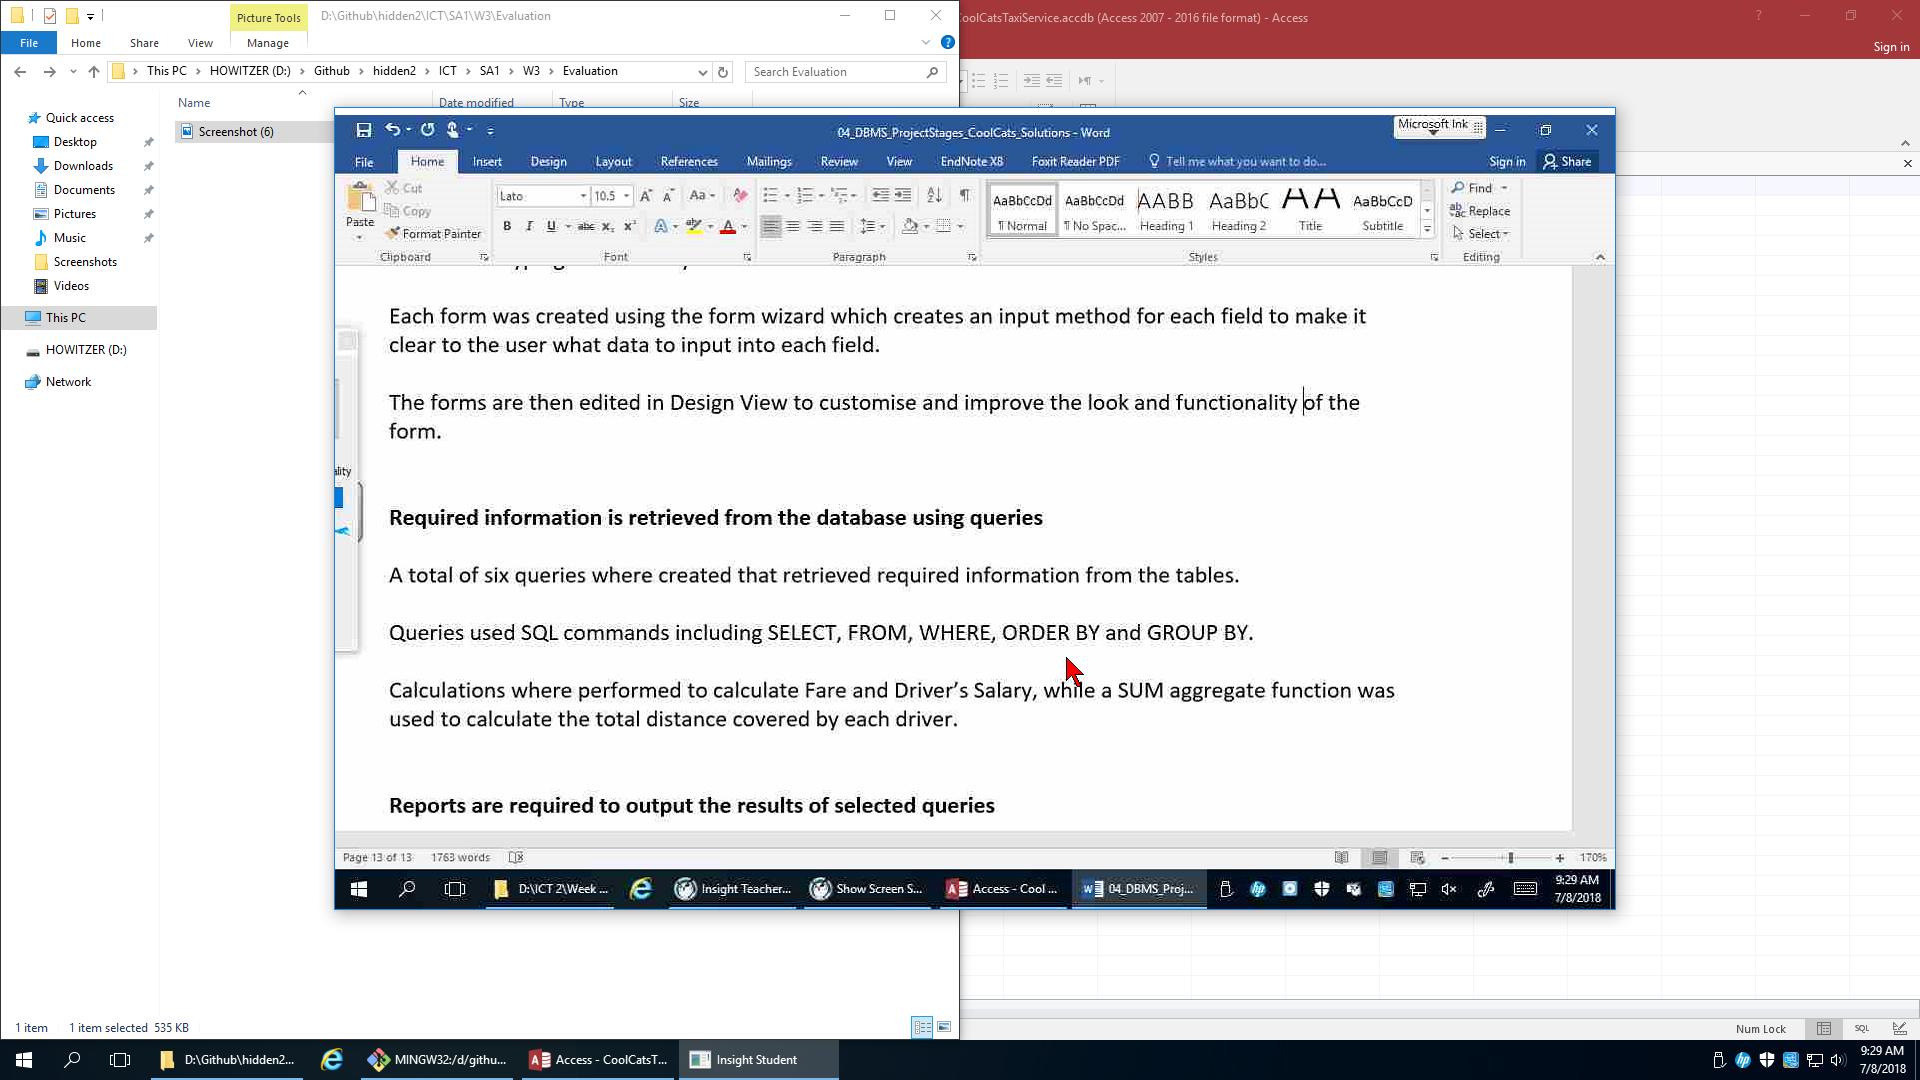 Picture Tools
D:\Github\hidden2\ICT\SA1\W3\Evaluation
CoolCatsTaxiService.accdb (Access 2007 - 2016 file format) - Access
File Home Share View Manage
Sign in
This PC > HOWITZER (D:) > Github > hidden2 > ICT > SA1 > W3 > Evaluation
Search Evaluation
Name Date modified Type Size
Screenshot (6)
Quick access
Desktop
Downloads
Documents
Pictures
Music
Screenshots
Videos
This PC
HOWITZER (D:)
Network
04_DBMS_ProjectStages_CoolCats_Solutions - Word
Microsoft Ink
File Home Insert Design Layout References Mailings Review View EndNote X8 Foxit Reader PDF Tell me what you want to do... Sign in Share
Paste
Cut
Copy
Format Painter
Clipboard
Lato 10.5
Font
Paragraph
AaBbCcDd AaBbCcDd AABB AaBbC AA AaBbCcD
¶ Normal ¶ No Spac... Heading 1 Heading 2 Title Subtitle
Styles
Find
Replace
Select
Editing
Each form was created using the form wizard which creates an input method for each field to make it
clear to the user what data to input into each field.
The forms are then edited in Design View to customise and improve the look and functionality of the
form.
ality
Required information is retrieved from the database using queries
A total of six queries where created that retrieved required information from the tables.
Queries used SQL commands including SELECT, FROM, WHERE, ORDER BY and GROUP BY.
Calculations where performed to calculate Fare and Driver's Salary, while a SUM aggregate function was
used to calculate the total distance covered by each driver.
Reports are required to output the results of selected queries
Page 13 of 13 1763 words 170%
D:\ICT 2\Week ... Insight Teacher... Show Screen S... Access - Cool ... 04_DBMS_Proj...
9:29 AM
7/8/2018
1 item 1 item selected 535 KB
Num Lock SQL
D:\Github\hidden2... MINGW32:/d/githu... Access - CoolCatsT... Insight Student
9:29 AM
7/8/2018